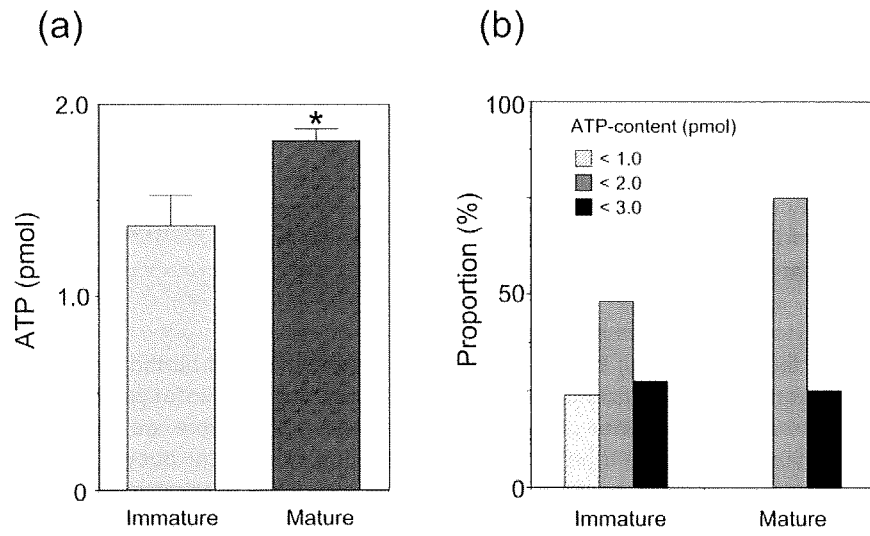 (a)
(b)
2.0
1.0
0
ATP (pmol)
*
Immature
Mature
100
50
0
Proportion (%)
ATP-content (pmol)
< 1.0
< 2.0
< 3.0
Immature
Mature